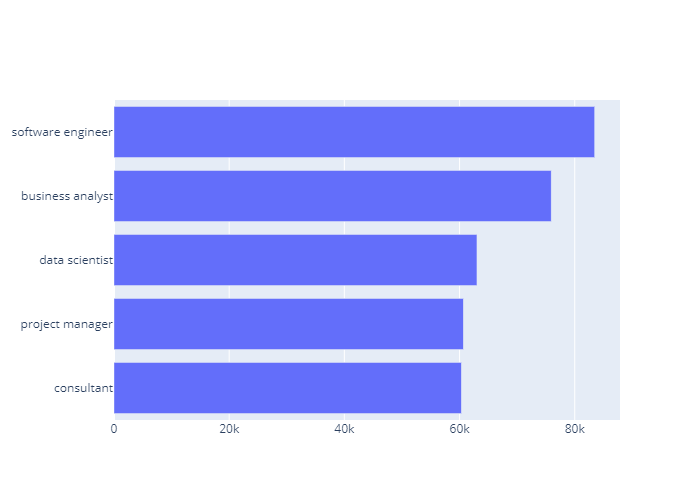 software engineer
business analyst
data scientist
project manager
consultant
0 20k 40k 60k 80k